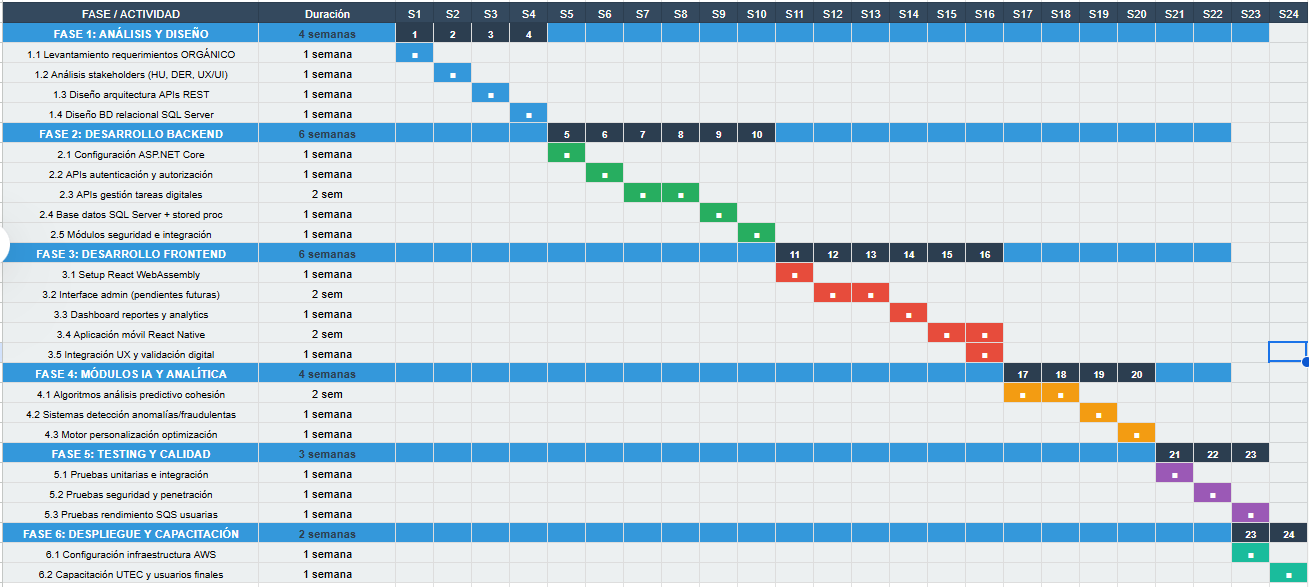 FASE / ACTIVIDAD Duración S1 S2 S3 S4 S5 S6 S7 S8 S9 S10 S11 S12 S13 S14 S15 S16 S17 S18 S19 S20 S21 S22 S23 S24
FASE 1: ANÁLISIS Y DISEÑO 4 semanas 1 2 3 4
1.1 Levantamiento requerimientos ORGÁNICO 1 semana
1.2 Análisis stakeholders (HU, DER, UX/UI) 1 semana
1.3 Diseño arquitectura APIs REST 1 semana
1.4 Diseño BD relacional SQL Server 1 semana
FASE 2: DESARROLLO BACKEND 6 semanas 5 6 7 8 9 10
2.1 Configuración ASP.NET Core 1 semana
2.2 APIs autenticación y autorización 1 semana
2.3 APIs gestión tareas digitales 2 sem
2.4 Base datos SQL Server + stored proc 1 semana
2.5 Módulos seguridad e integración 1 semana
FASE 3: DESARROLLO FRONTEND 6 semanas 11 12 13 14 15 16
3.1 Setup React WebAssembly 1 semana
3.2 Interface admin (pendientes futuras) 2 sem
3.3 Dashboard reportes y analytics 1 semana
3.4 Aplicación móvil React Native 2 sem
3.5 Integración UX y validación digital 1 semana
FASE 4: MÓDULOS IA Y ANALÍTICA 4 semanas 17 18 19 20
4.1 Algoritmos análisis predictivo cohesión 2 sem
4.2 Sistemas detección anomalías/fraudulentas 1 semana
4.3 Motor personalización optimización 1 semana
FASE 5: TESTING Y CALIDAD 3 semanas 21 22 23
5.1 Pruebas unitarias e integración 1 semana
5.2 Pruebas seguridad y penetración 1 semana
5.3 Pruebas rendimiento SQS usuarias 1 semana
FASE 6: DESPLIEGUE Y CAPACITACIÓN 2 semanas 23 24
6.1 Configuración infraestructura AWS 1 semana
6.2 Capacitación UTEC y usuarios finales 1 semana